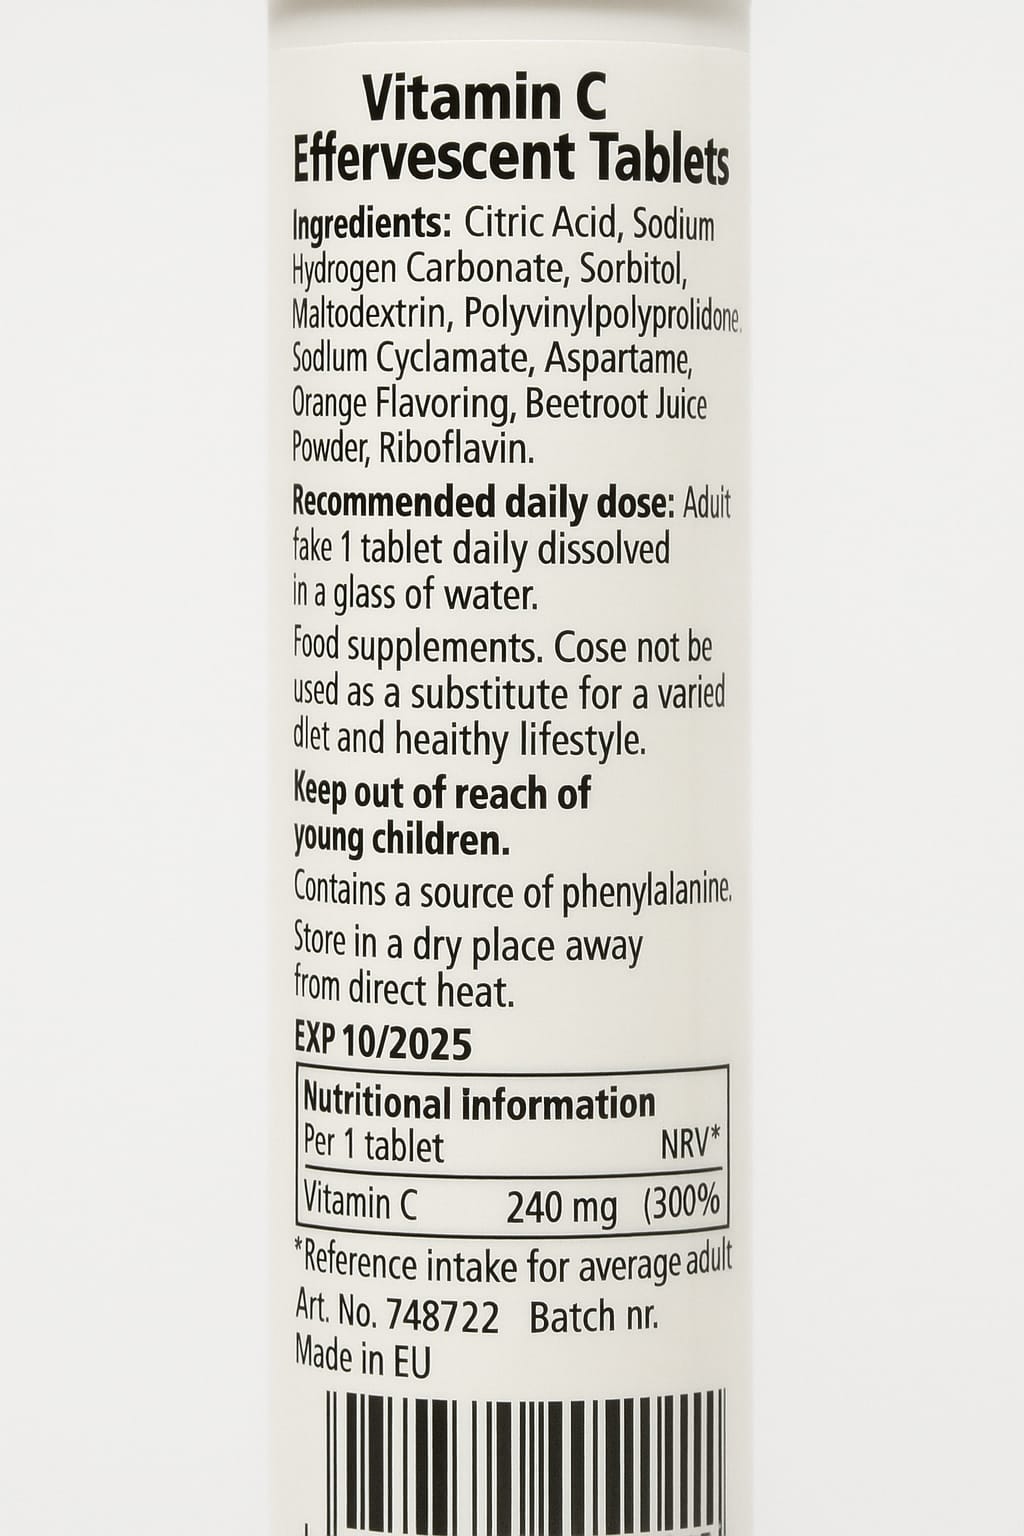 Vitamin C
Effervescent Tablets
Ingredients: Citric Acid, Sodium
Hydrogen Carbonate, Sorbitol,
Maltodextrin, Polyvinylpolyprolidone,
Sodlum Cyclamate, Aspartame,
Orange Flavoring, Beetroot Juice
Powder, Riboflavin.
Recommended daily dose: Aduit
fake 1 tablet daily dissolved
in a glass of water.
Food supplements. Cose not be
used as a substitute for a varied
dlet and heaithy lifestyle.
Keep out of reach of
young children.
Contains a source of phenylalanine.
Store in a dry place away
from direct heat.
EXP 10/2025
Nutritional information
Per 1 tablet NRV*
Vitamin C 240 mg (300%
*Reference intake for average adult
Art. No. 748722 Batch nr.
Made in EU